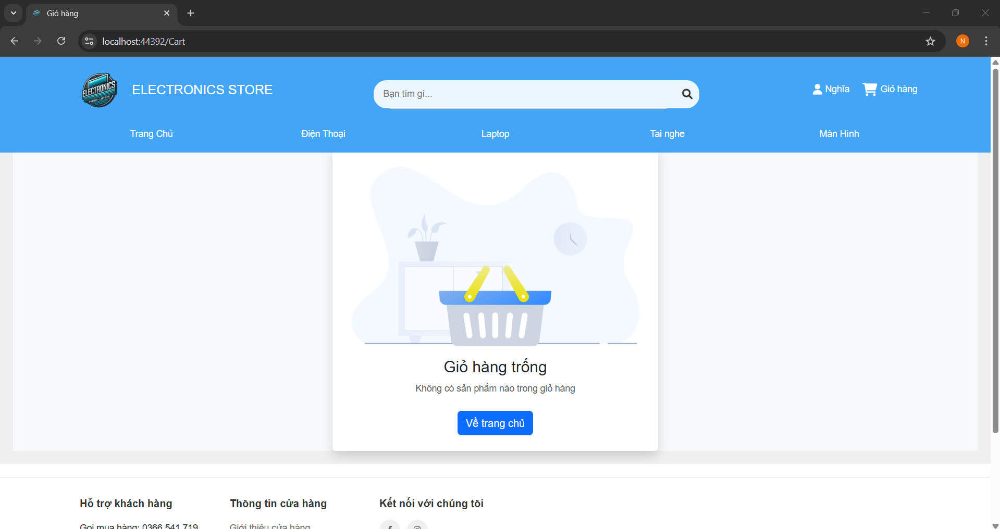 Giỏ hàng
localhost:44392/Cart
N
ELECTRONICS
PHONES-LAPTOPS
ELECTRONICS STORE
Bạn tìm gì...
Nghĩa
Giỏ hàng
Trang Chủ
Điện Thoại
Laptop
Tai nghe
Màn Hình
Giỏ hàng trống
Không có sản phẩm nào trong giỏ hàng
Về trang chủ
Hỗ trợ khách hàng
Thông tin cửa hàng
Kết nối với chúng tôi
Gọi mua hàng: 0366 541 719
Giới thiệu cửa hàng